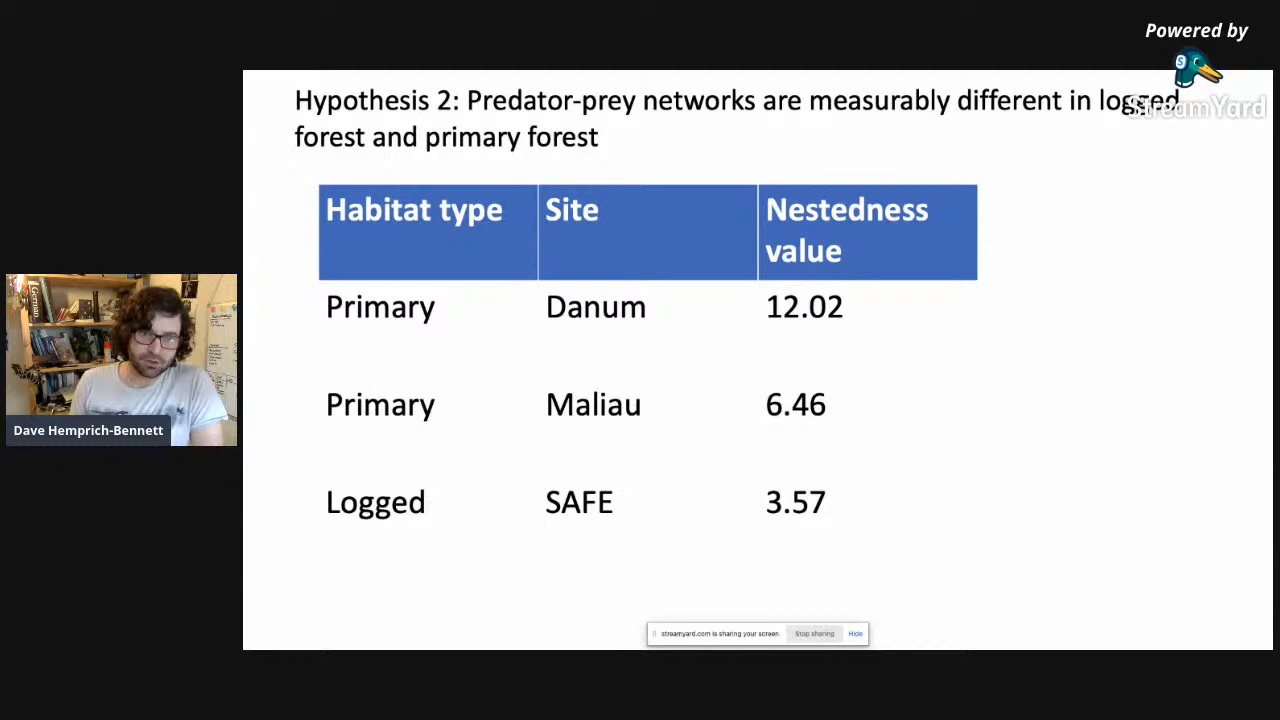 Powered by
StreamYard
Hypothesis 2: Predator-prey networks are measurably different in logged
forest and primary forest
Habitat type Site Nestedness
value
Primary Danum 12.02
Primary Maliau 6.46
Logged SAFE 3.57
German
Dave Hemprich-Bennett
streamyard.com is sharing your screen. Stop sharing Hide